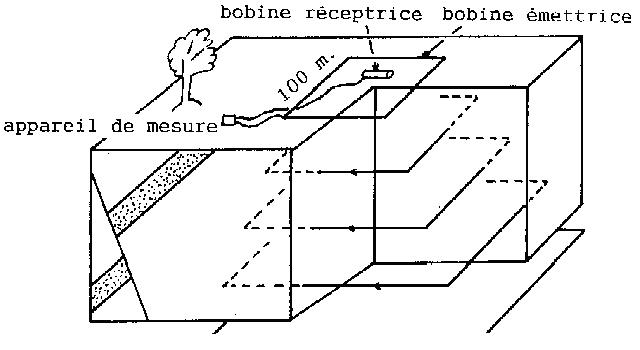 bobine réceptrice bobine émettrice
100 m.
appareil de mesure